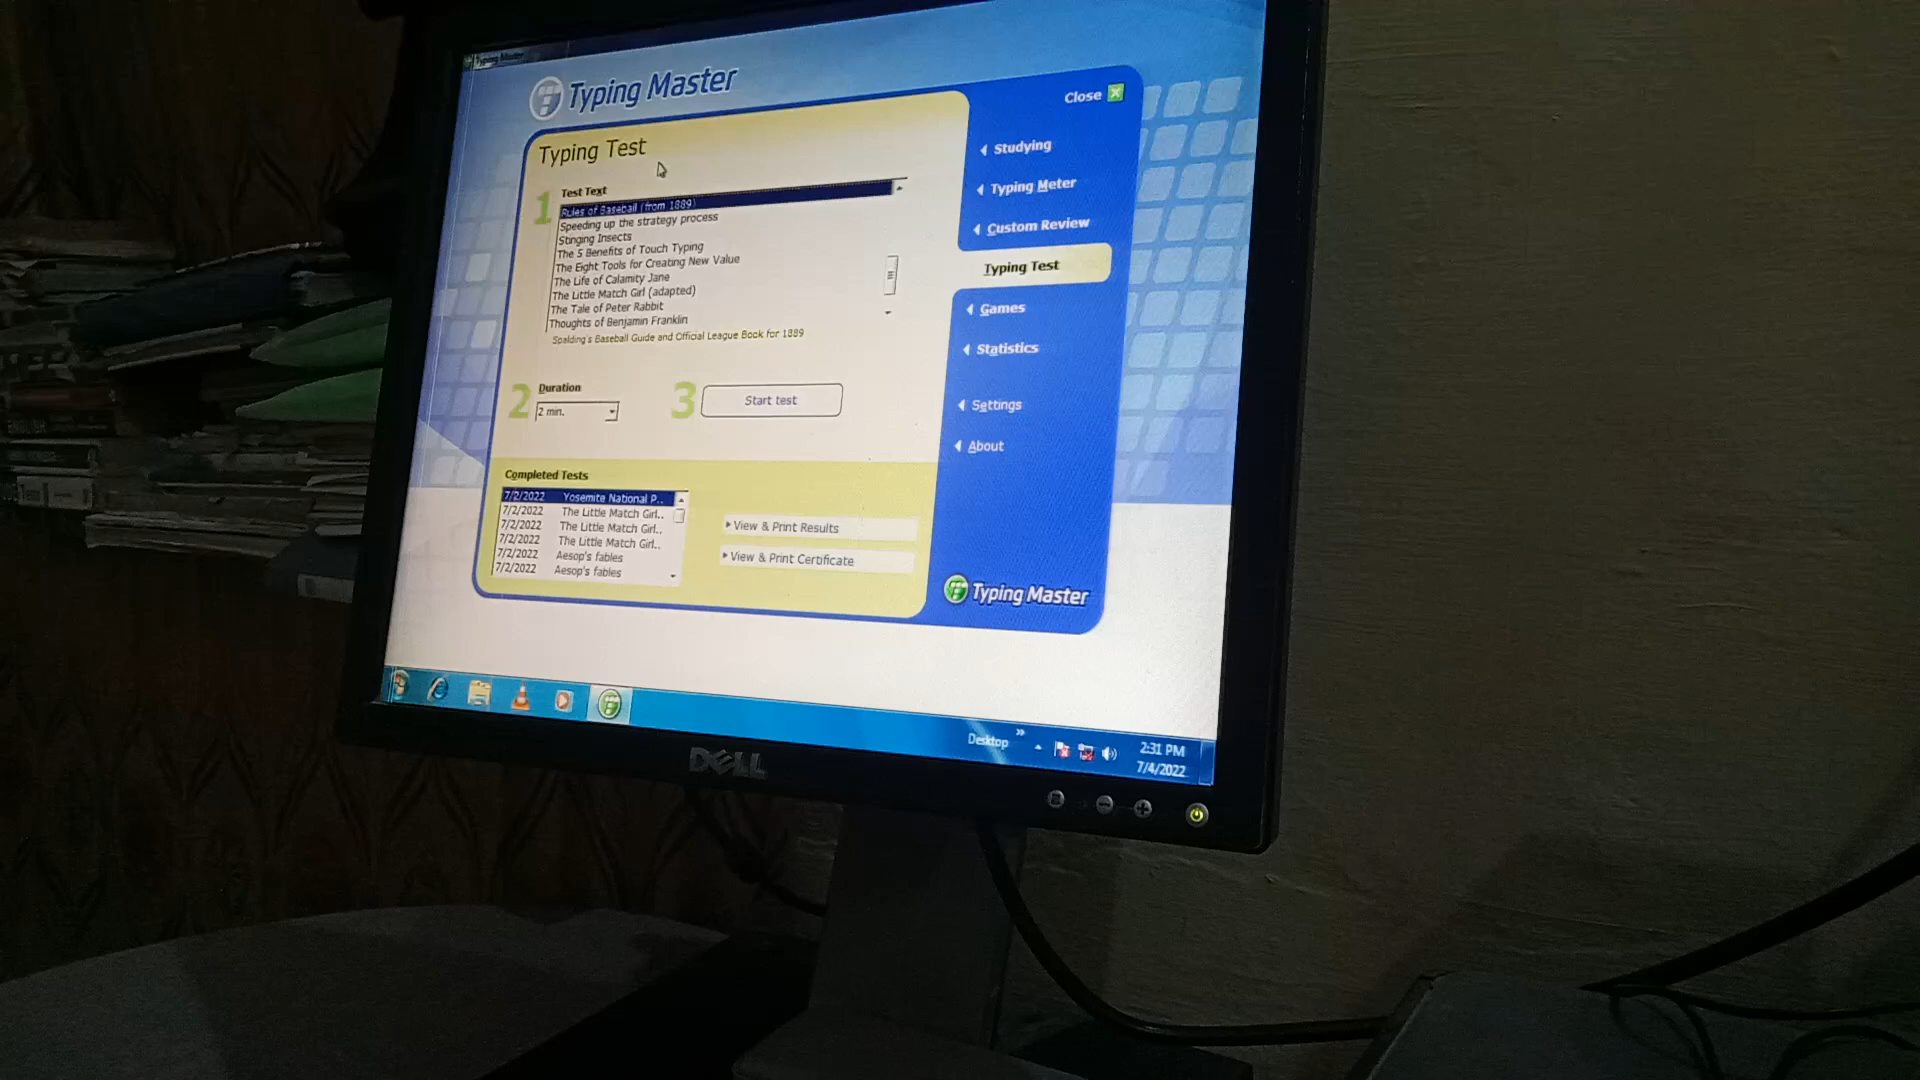 Typing Master
Typing Master
Close
Typing Test
1
Test Text
Rules of Baseball (from 1889)
Speeding up the strategy process
Stinging Insects
The 5 Benefits of Touch Typing
The Eight Tools for Creating New Value
The Life of Calamity Jane
The Little Match Girl (adapted)
The Tale of Peter Rabbit
Thoughts of Benjamin Franklin
Spalding's Baseball Guide and Official League Book for 1889
2
Duration
2 min.
3
Start test
Completed Tests
7/2/2022 Yosemite National P..
7/2/2022 The Little Match Girl..
7/2/2022 The Little Match Girl..
7/2/2022 The Little Match Girl..
7/2/2022 Aesop's fables
7/2/2022 Aesop's fables
View & Print Results
View & Print Certificate
Studying
Typing Meter
Custom Review
Typing Test
Games
Statistics
Settings
About
Typing Master
Desktop
2:31 PM
7/4/2022
DELL